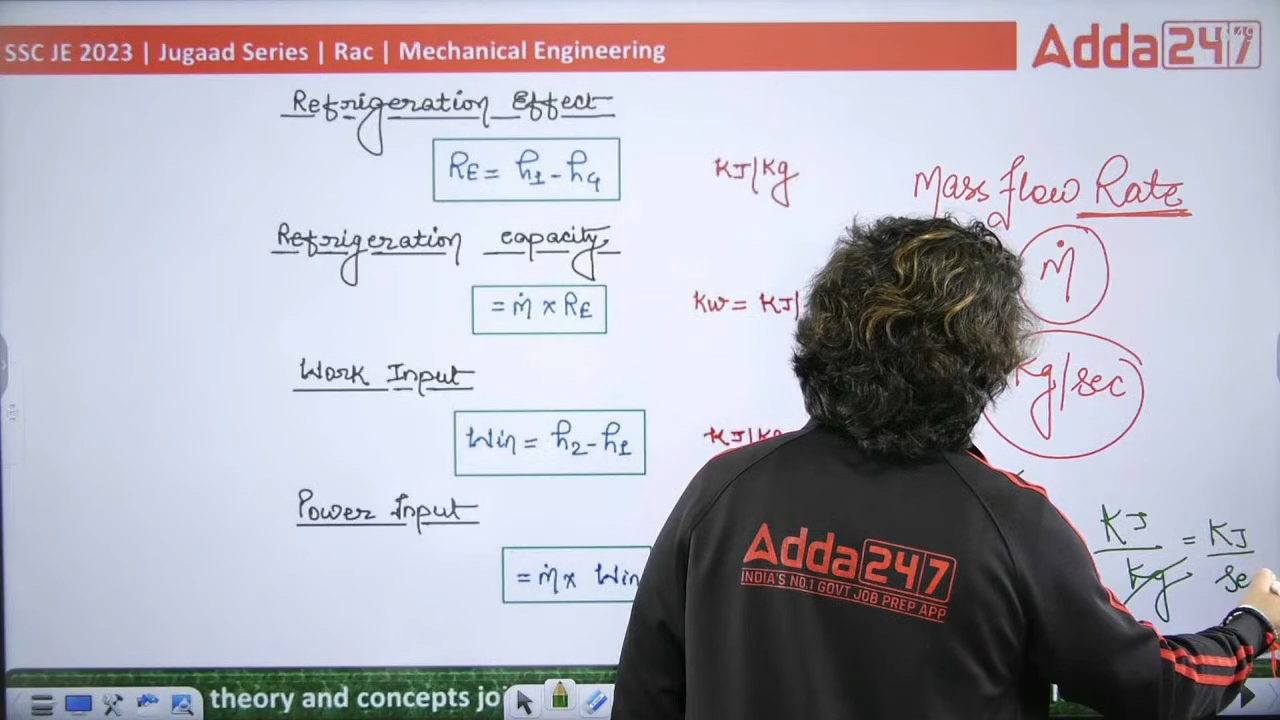 SSC JE 2023 | Jugaad Series | Rac | Mechanical Engineering
Adda247
Refrigeration Effect
RE = h1 - h4
KJ/Kg
Mass flow Rate
Refrigeration capacity
ṁ
= ṁ x RE
KW = KJ/
Kg/sec
Work Input
Win = h2 - h1
KJ/Kg
Power Input
KJ
Kg
= KJ
= ṁ x Win
Adda247
INDIA'S NO.1 GOVT JOB PREP APP
theory and concepts